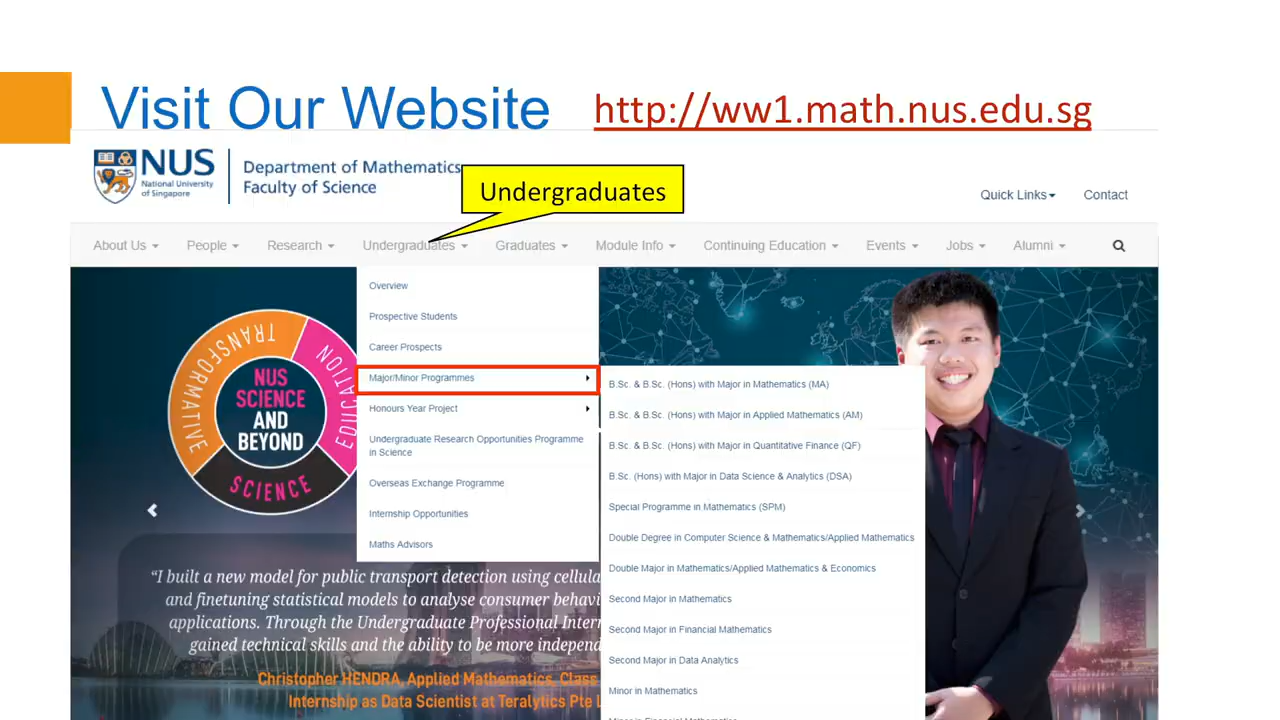 Visit Our Website http://ww1.math.nus.edu.sg
NUS
National University
of Singapore
Department of Mathematics
Faculty of Science
Undergraduates
Quick Links
Contact
About Us
People
Research
Undergraduates
Graduates
Module Info
Continuing Education
Events
Jobs
Alumni
Overview
Prospective Students
Career Prospects
Major/Minor Programmes
Honours Year Project
Undergraduate Research Opportunities Programme
in Science
Overseas Exchange Programme
Internship Opportunities
Maths Advisors
B.Sc. & B.Sc. (Hons) with Major in Mathematics (MA)
B.Sc. & B.Sc. (Hons) with Major in Applied Mathematics (AM)
B.Sc. & B.Sc. (Hons) with Major in Quantitative Finance (QF)
B.Sc. (Hons) with Major in Data Science & Analytics (DSA)
Special Programme in Mathematics (SPM)
Double Degree in Computer Science & Mathematics/Applied Mathematics
Double Major in Mathematics/Applied Mathematics & Economics
Second Major in Mathematics
Second Major in Financial Mathematics
Second Major in Data Analytics
Minor in Mathematics
Minor in Financial Mathematics
TRANSFORMATIVE
EDUCATION
SCIENCE
NUS
SCIENCE
AND
BEYOND
“I built a new model for public transport detection using cellula
and finetuning statistical models to analyse consumer behavi
applications. Through the Undergraduate Professional Intern
gained technical skills and the ability to be more independ
Christopher HENDRA, Applied Mathematics, Class
Internship as Data Scientist at Teralytics Pte L